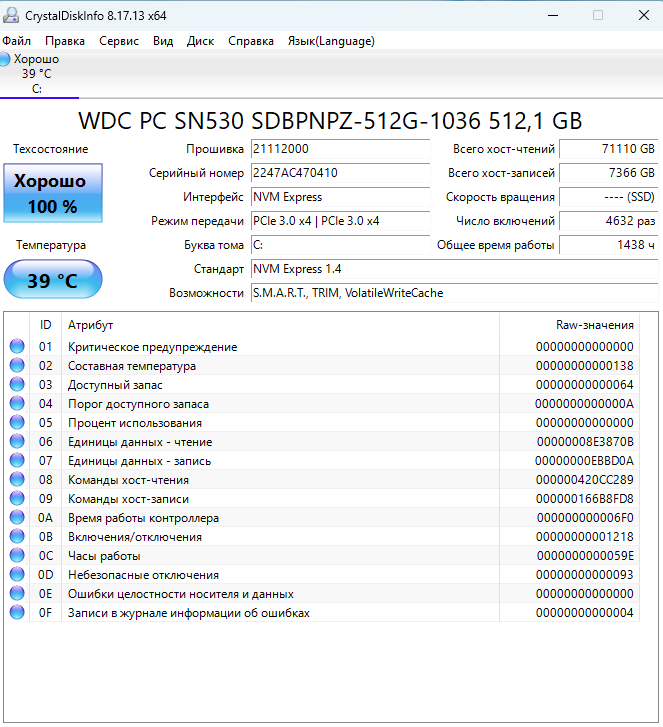 CrystalDiskInfo 8.17.13 x64
Файл Правка Сервис Вид Диск Справка Язык(Language)
Хорошо
39 °C
C:
WDC PC SN530 SDBPNPZ-512G-1036 512,1 GB
Техсостояние
Хорошо
100 %
Температура
39 °C
Прошивка 21112000
Серийный номер 2247AC470410
Интерфейс NVM Express
Режим передачи PCIe 3.0 x4 | PCIe 3.0 x4
Буква тома C:
Стандарт NVM Express 1.4
Возможности S.M.A.R.T., TRIM, VolatileWriteCache
Всего хост-чтений 71110 GB
Всего хост-записей 7366 GB
Скорость вращения ---- (SSD)
Число включений 4632 раз
Общее время работы 1438 ч
ID Атрибут Raw-значения
01 Критическое предупреждение 00000000000000
02 Составная температура 00000000000138
03 Доступный запас 00000000000064
04 Порог доступного запаса 0000000000000A
05 Процент использования 00000000000000
06 Единицы данных - чтение 00000008E3870B
07 Единицы данных - запись 00000000EBBD0A
08 Команды хост-чтения 000000420CC289
09 Команды хост-записи 000000166B8FD8
0A Время работы контроллера 000000000006F0
0B Включения/отключения 00000000001218
0C Часы работы 0000000000059E
0D Небезопасные отключения 00000000000093
0E Ошибки целостности носителя и данных 00000000000000
0F Записи в журнале информации об ошибках 00000000000004